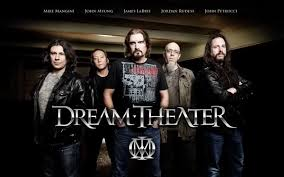 MIKE MANGINI JOHN MYUNG JAMES LABRIE JORDAN RUDESS JOHN PETRUCCI
DREAM·THEATER